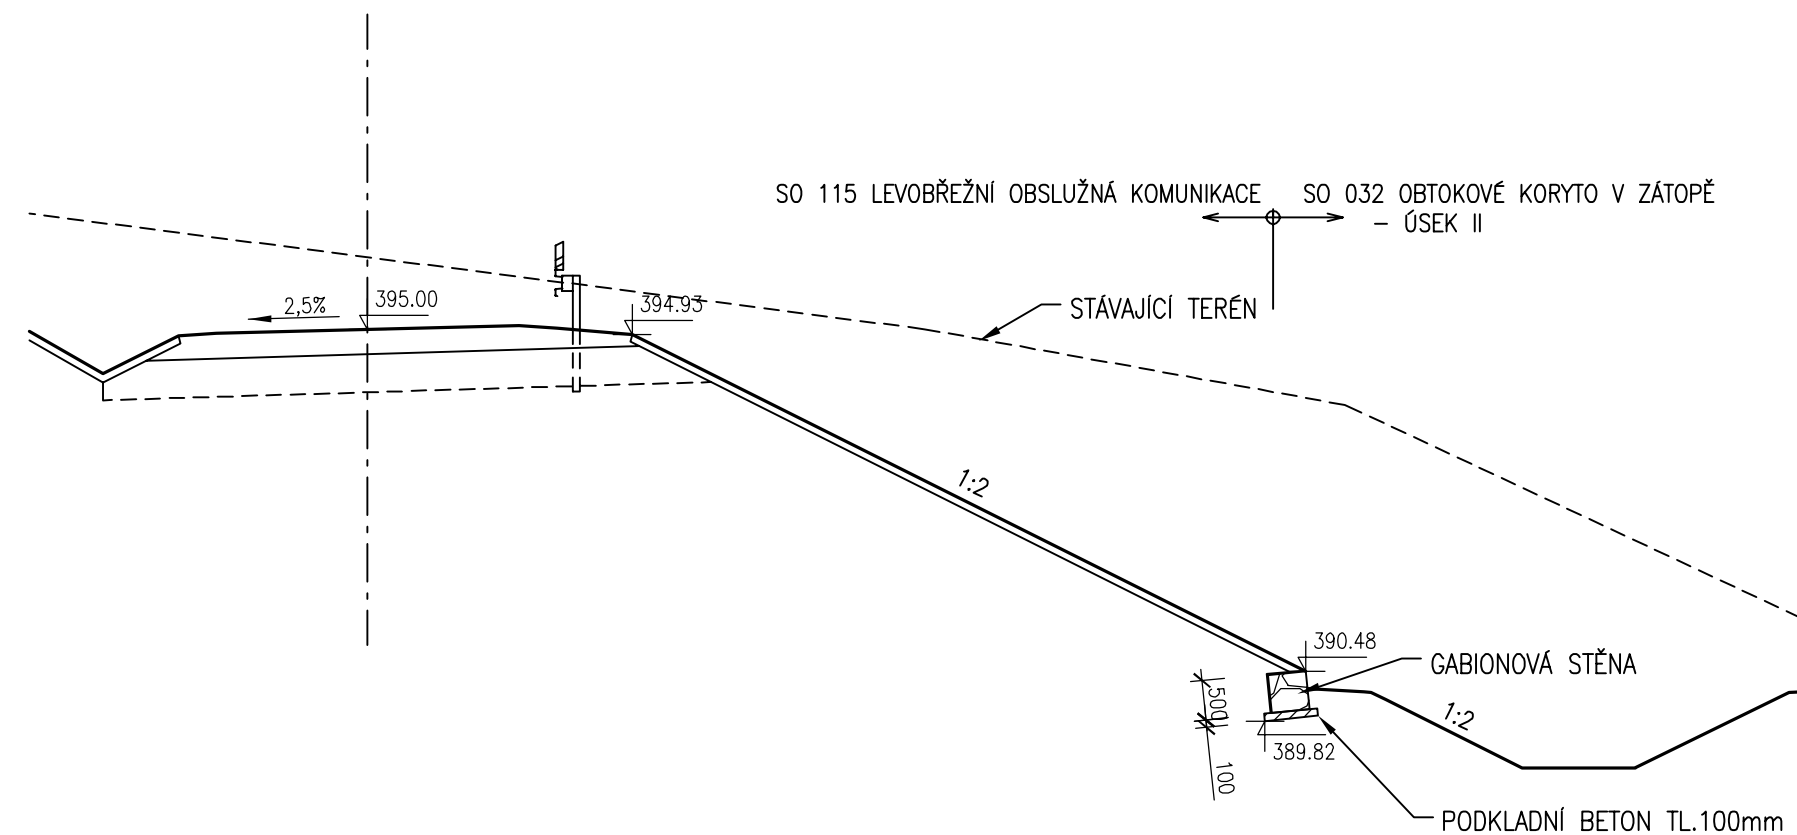 SO 115 LEVOBŘEŽNÍ OBSLUŽNÁ KOMUNIKACE
SO 032 OBTOKOVÉ KORYTO V ZÁTOPĚ
– ÚSEK II
2,5%
395.00
394.93
STÁVAJÍCÍ TERÉN
1:2
390.48
GABIONOVÁ STĚNA
500
1:2
389.82
100
PODKLADNÍ BETON TL.100mm